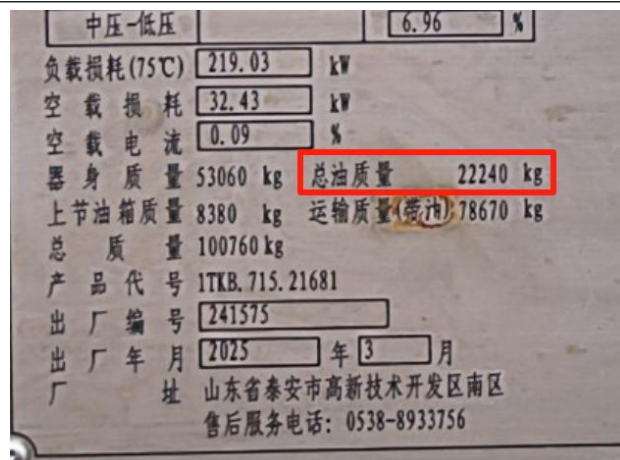 中压-低压 6.96 %
负载损耗(75℃) 219.03 kW
空载损耗 32.43 kW
空载电流 0.09 %
器身质量 53060 kg 总油质量 22240 kg
上节油箱质量 8380 kg 运输质量(带油) 78670 kg
总质量 100760 kg
产品代号 1TKB.715.21681
出厂编号 241575
出厂年月 2025 年 3 月
厂址 山东省泰安市高新技术开发区南区
售后服务电话: 0538-8933756